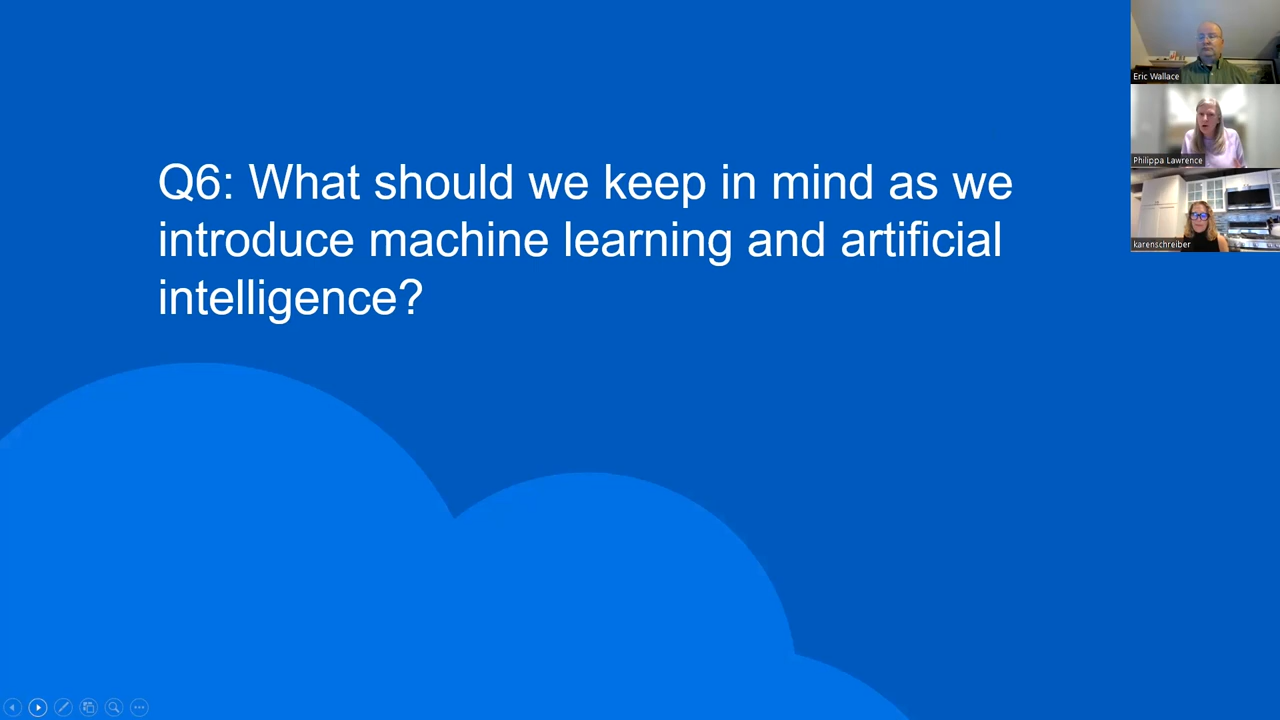 Q6: What should we keep in mind as we
introduce machine learning and artificial
intelligence?
Eric Wallace
Philippa Lawrence
karenschreiber